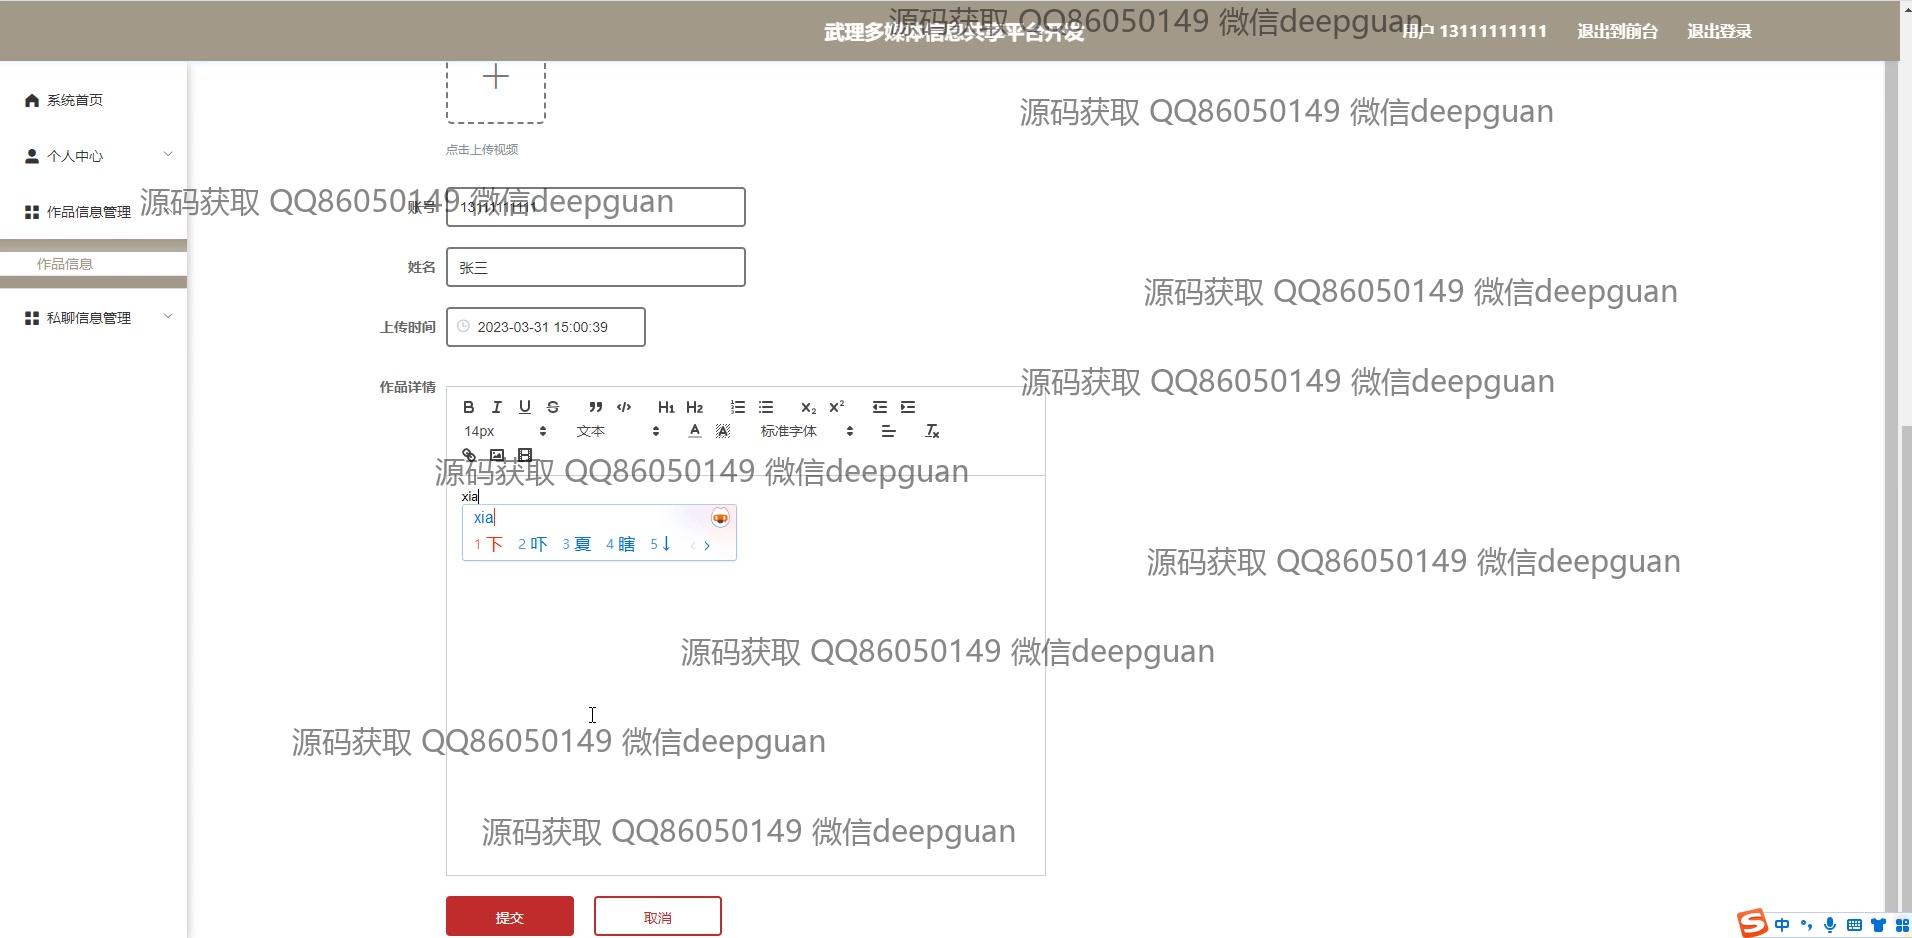 武理多媒体信息共享平台开发
源码获取 QQ86050149 微信deepguan
用户 13111111111
退出到前台
退出登录
系统首页
个人中心
作品信息管理
作品信息
私聊信息管理
点击上传视频
源码获取 QQ86050149 微信deepguan
源码获取 QQ86050149 微信deepguan
账号
13111111111
姓名
张三
源码获取 QQ86050149 微信deepguan
上传时间
2023-03-31 15:00:39
作品详情
源码获取 QQ86050149 微信deepguan
B I U S ” </> H1 H2 X2 X2
14px 文本 A A 标准字体 Tx
源码获取 QQ86050149 微信deepguan
xia
xia
1 下 2 吓 3 夏 4 瞎 5 ↓ < >
源码获取 QQ86050149 微信deepguan
源码获取 QQ86050149 微信deepguan
源码获取 QQ86050149 微信deepguan
源码获取 QQ86050149 微信deepguan
提交
取消
S 中